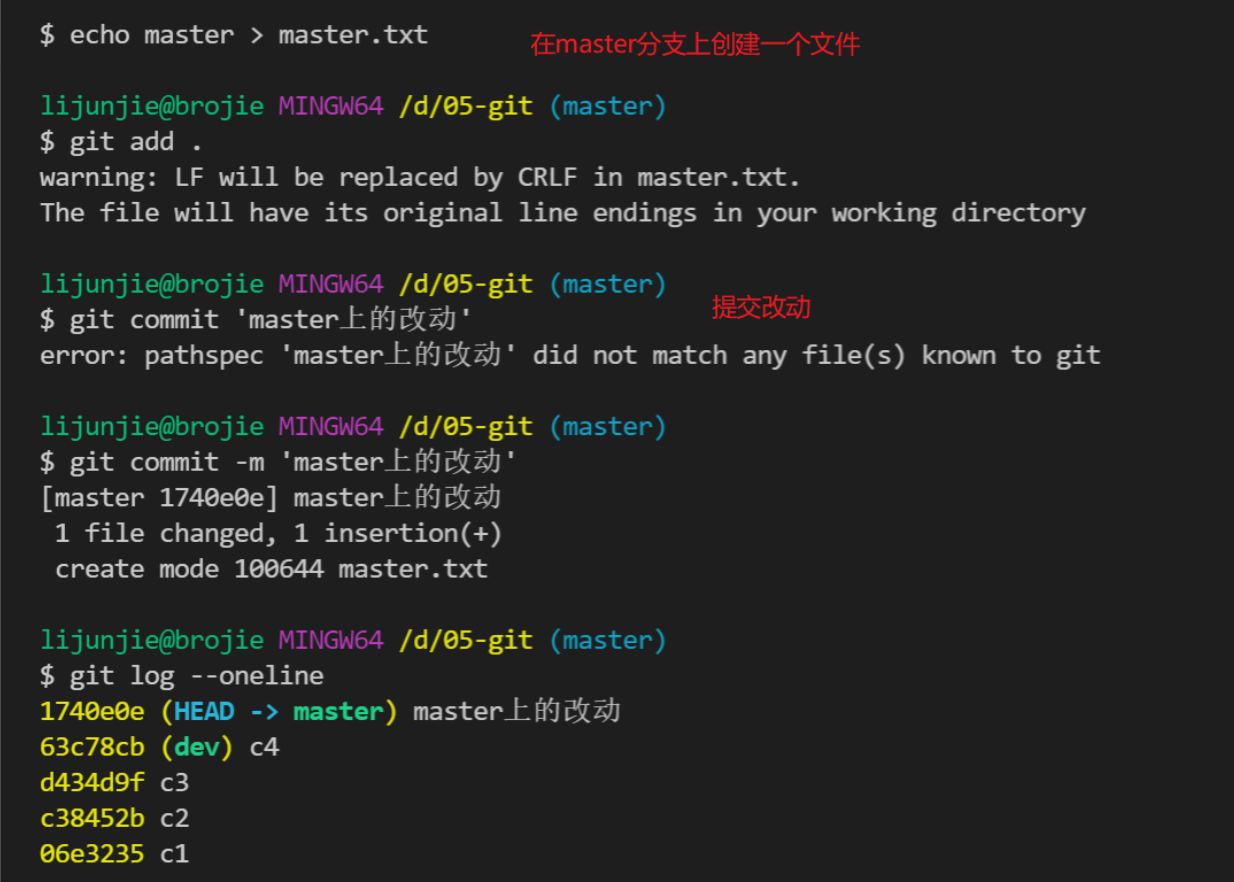 $ echo master > master.txt
在master分支上创建一个文件
lijunjie@brojie MINGW64 /d/05-git (master)
$ git add .
warning: LF will be replaced by CRLF in master.txt.
The file will have its original line endings in your working directory
lijunjie@brojie MINGW64 /d/05-git (master)
提交改动
$ git commit 'master上的改动'
error: pathspec 'master上的改动' did not match any file(s) known to git
lijunjie@brojie MINGW64 /d/05-git (master)
$ git commit -m 'master上的改动'
[master 1740e0e] master上的改动
 1 file changed, 1 insertion(+)
 create mode 100644 master.txt
lijunjie@brojie MINGW64 /d/05-git (master)
$ git log --oneline
1740e0e (HEAD -> master) master上的改动
63c78cb (dev) c4
d434d9f c3
c38452b c2
06e3235 c1